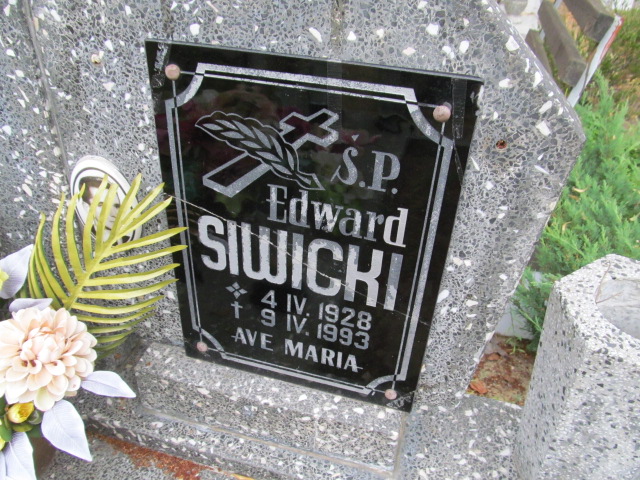 Ś.P.
Edward
SIWICKI
4 IV. 1928
† 9 IV. 1993
AVE MARIA